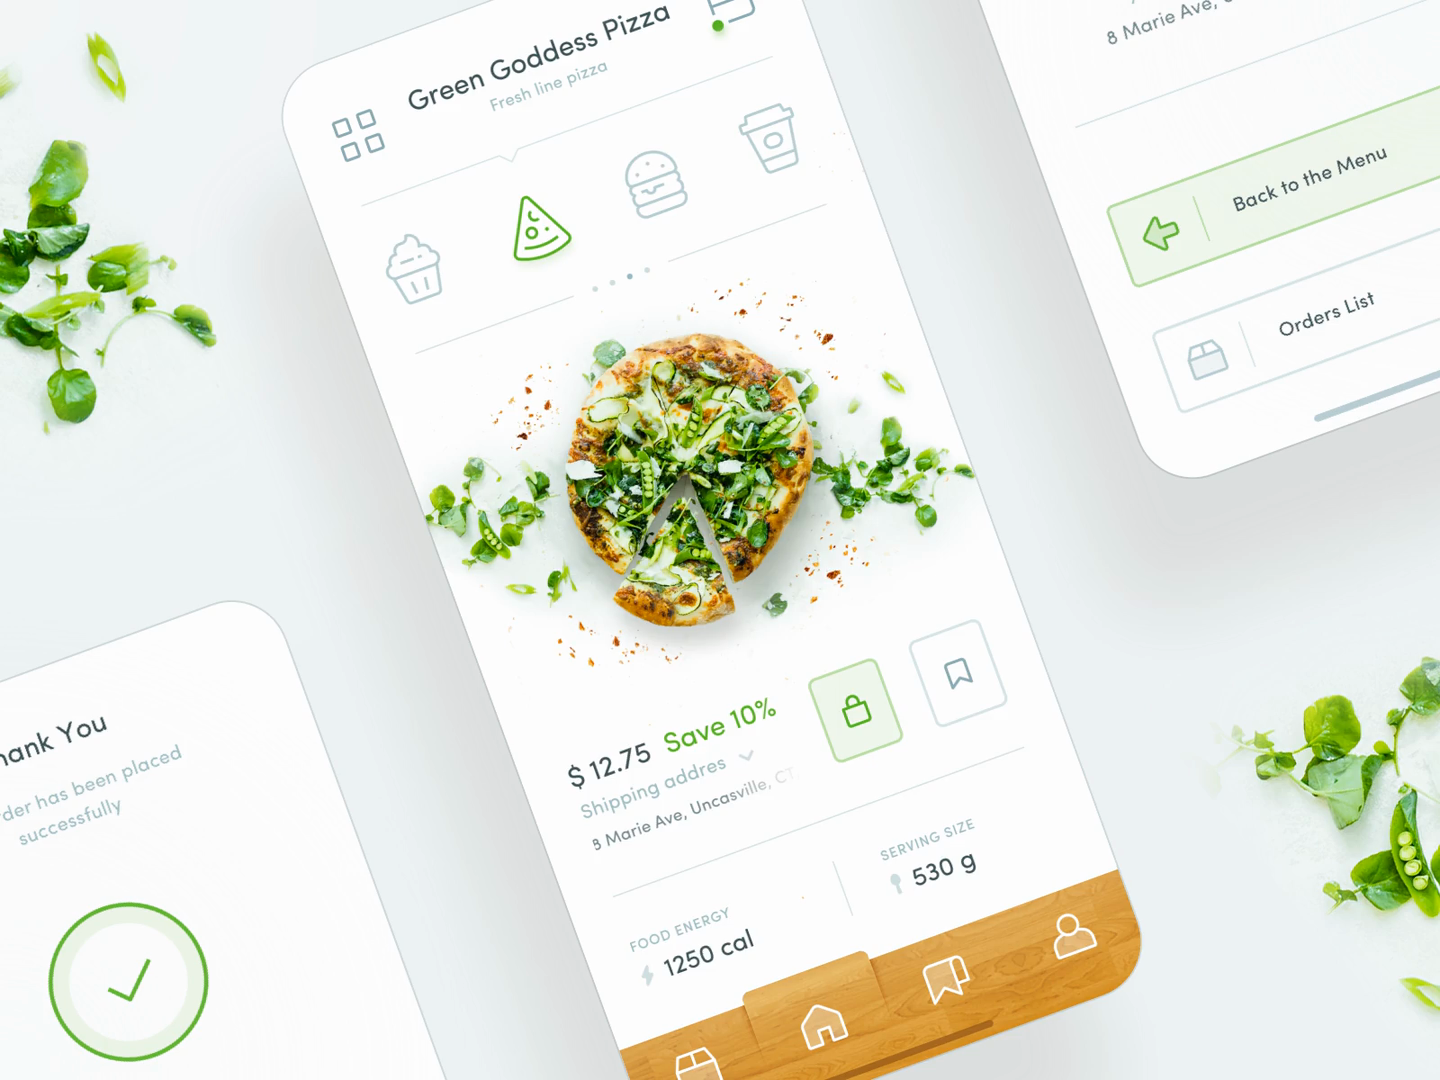 Green Goddess Pizza
Fresh line pizza
8 Marie Ave,
Back to the Menu
Orders List
$ 12.75 Save 10%
Shipping addres
8 Marie Ave, Uncasville, CT
SERVING SIZE
530 g
FOOD ENERGY
1250 cal
You
has been placed
successfully